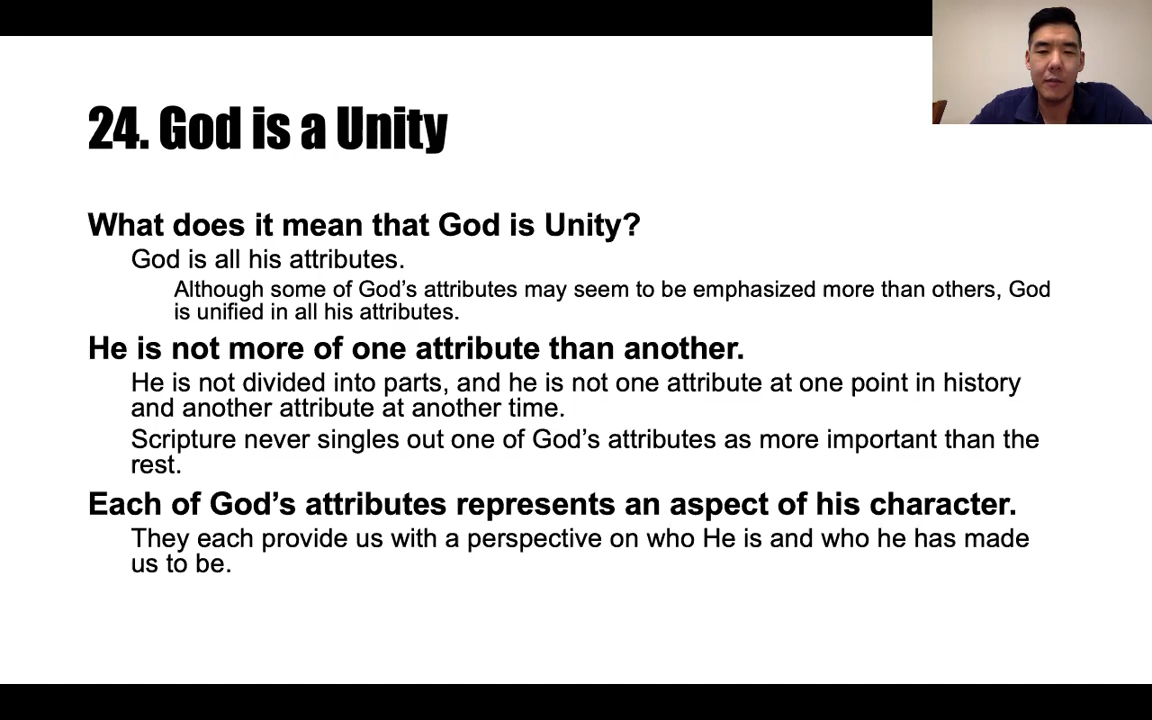 24. God is a Unity
What does it mean that God is Unity?
God is all his attributes.
Although some of God’s attributes may seem to be emphasized more than others, God
is unified in all his attributes.
He is not more of one attribute than another.
He is not divided into parts, and he is not one attribute at one point in history
and another attribute at another time.
Scripture never singles out one of God’s attributes as more important than the
rest.
Each of God’s attributes represents an aspect of his character.
They each provide us with a perspective on who He is and who he has made
us to be.